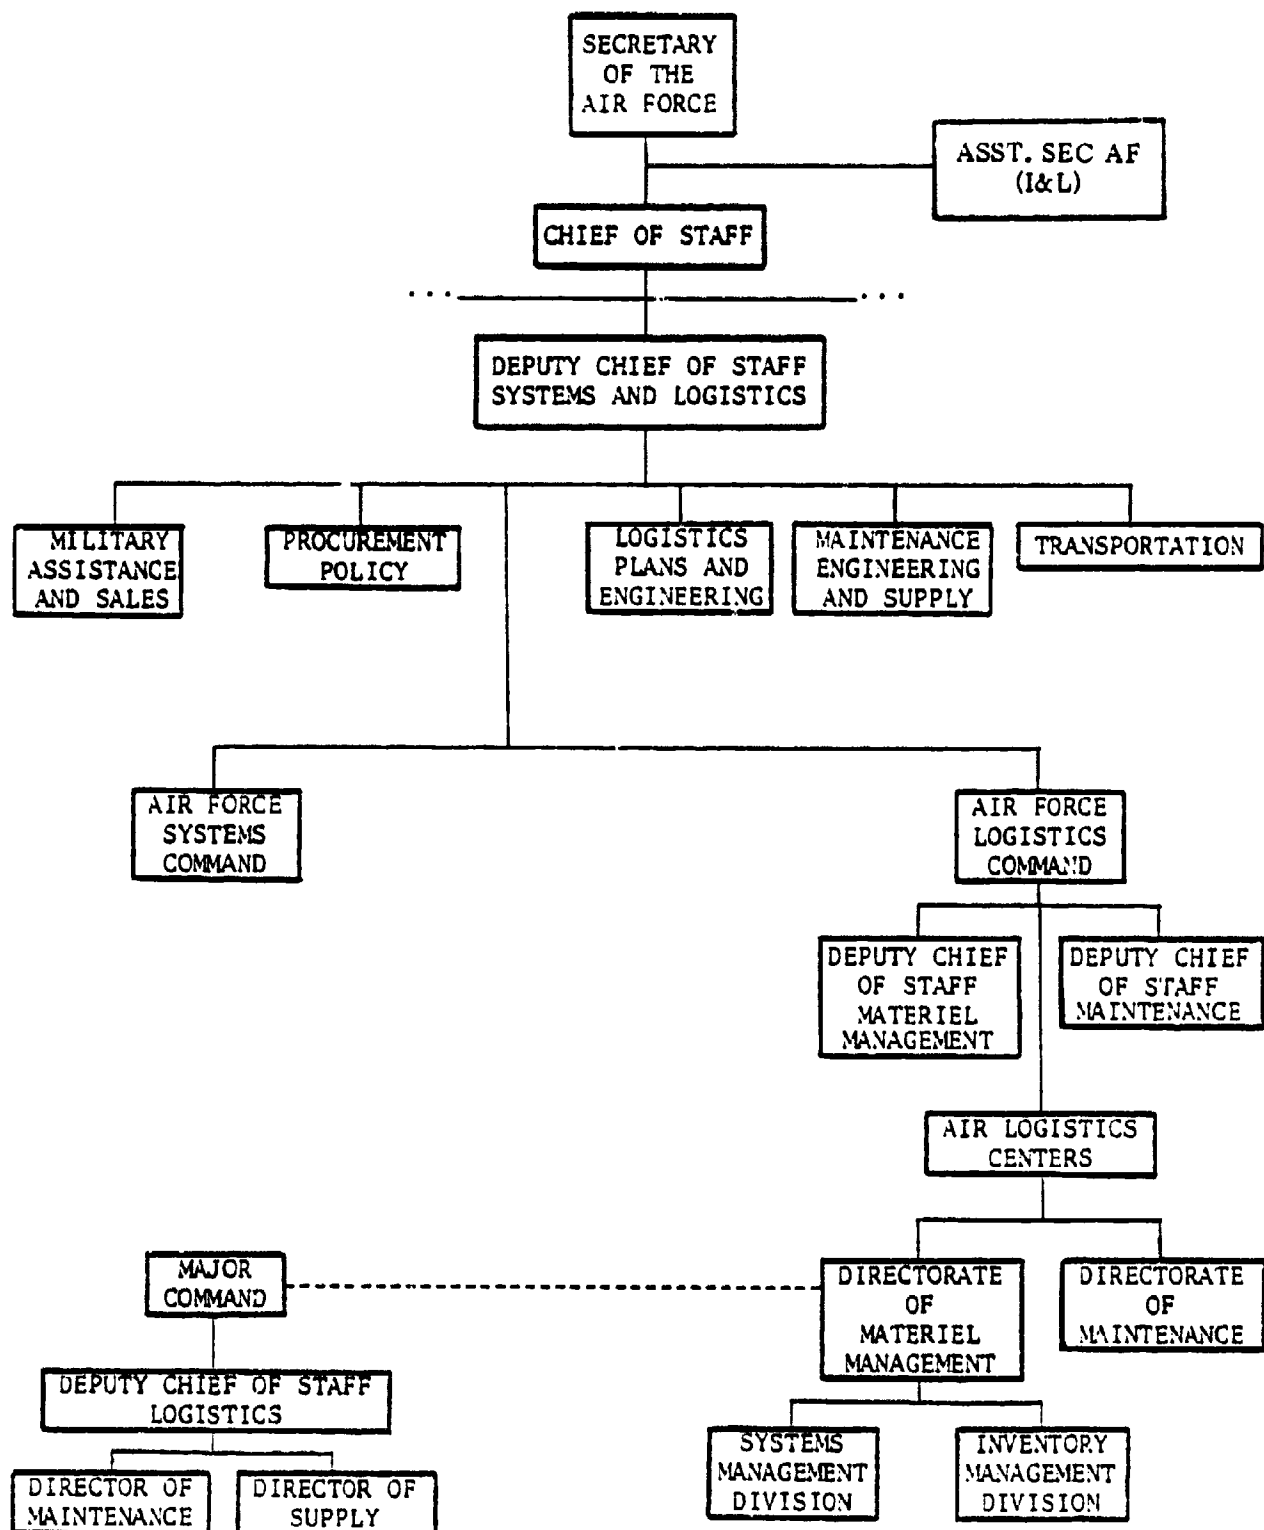 SECRETARY
OF THE
AIR FORCE
ASST. SEC AF
(I&L)
CHIEF OF STAFF
...
...
DEPUTY CHIEF OF STAFF
SYSTEMS AND LOGISTICS
MILITARY
ASSISTANCE
AND SALES
PROCUREMENT
POLICY
LOGISTICS
PLANS AND
ENGINEERING
MAINTENANCE
ENGINEERING
AND SUPPLY
TRANSPORTATION
AIR FORCE
SYSTEMS
COMMAND
AIR FORCE
LOGISTICS
COMMAND
DEPUTY CHIEF
OF STAFF
MATERIEL
MANAGEMENT
DEPUTY CHIEF
OF STAFF
MAINTENANCE
AIR LOGISTICS
CENTERS
MAJOR
COMMAND
DIRECTORATE
OF
MATERIEL
MANAGEMENT
DIRECTORATE
OF
MAINTENANCE
DEPUTY CHIEF OF STAFF
LOGISTICS
DIRECTOR OF
MAINTENANCE
DIRECTOR OF
SUPPLY
SYSTEMS
MANAGEMENT
DIVISION
INVENTORY
MANAGEMENT
DIVISION